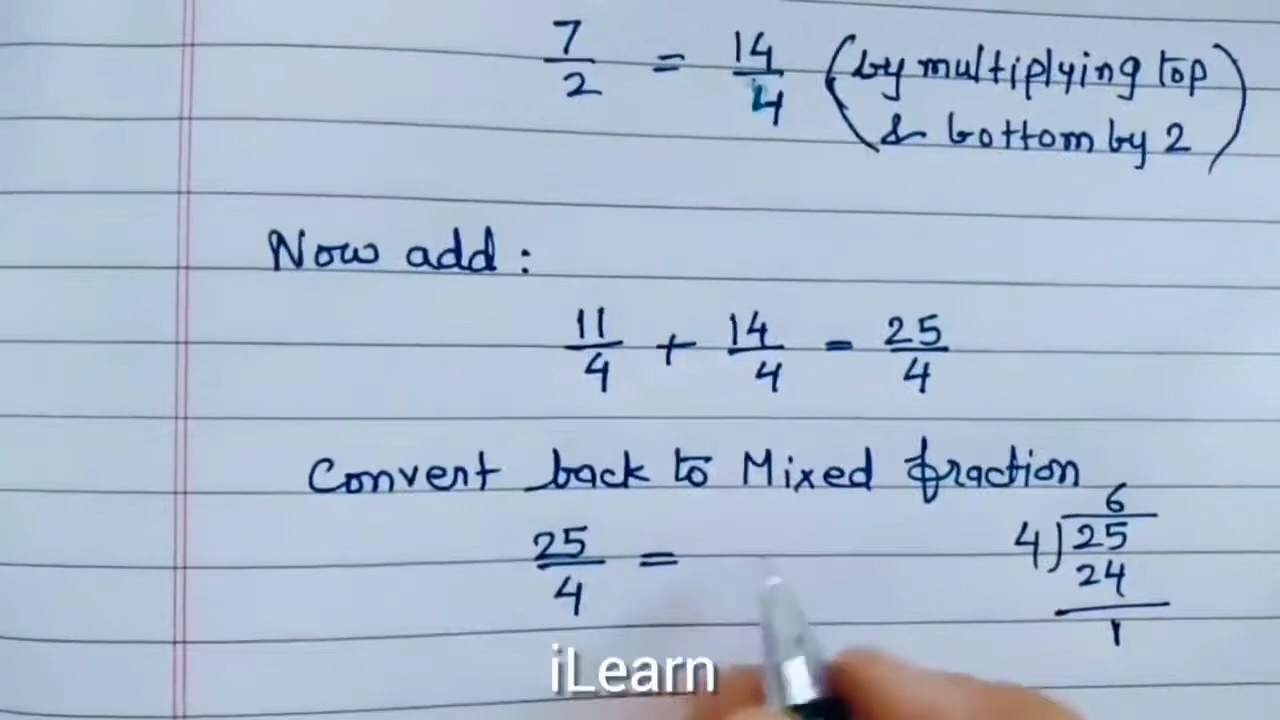 7/2 = 14/4 (by multiplying top
& bottom by 2)
Now add :
11/4 + 14/4 = 25/4
Convert back to Mixed fraction
25/4 =
6
4)25
24
1
iLearn